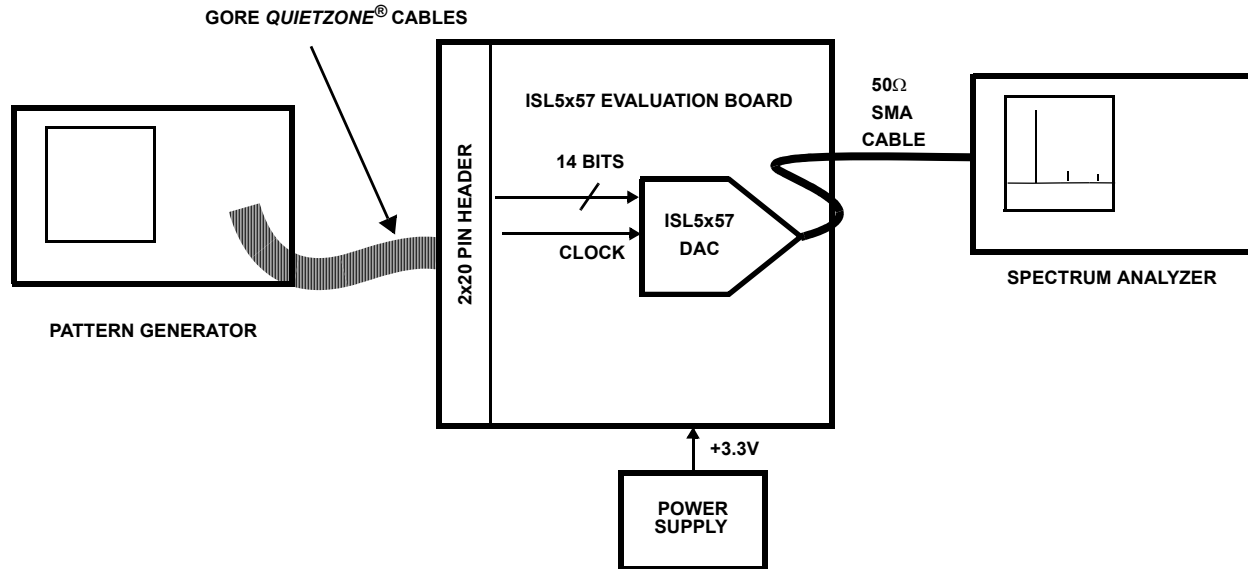 GORE QUIETZONE® CABLES
PATTERN GENERATOR
2x20 PIN HEADER
ISL5x57 EVALUATION BOARD
14 BITS
CLOCK
ISL5x57
DAC
50Ω
SMA
CABLE
SPECTRUM ANALYZER
+3.3V
POWER
SUPPLY